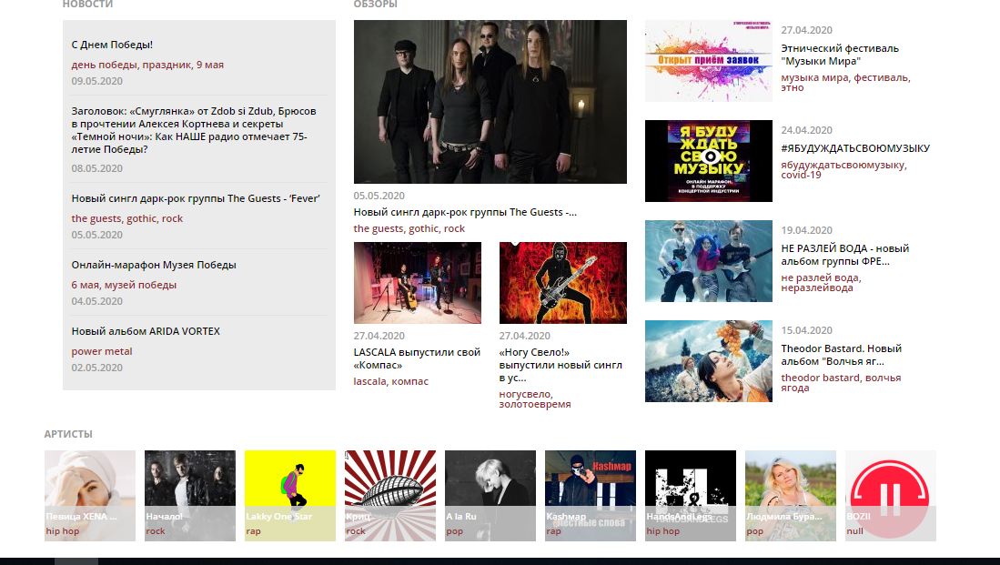 НОВОСТИ
С Днем Победы!
день победы, праздник, 9 мая
09.05.2020
Заголовок: «Смуглянка» от Zdob si Zdub, Брюсов
в прочтении Алексея Кортнева и секреты
«Темной ночи»: Как НАШЕ радио отмечает 75-
летие Победы?
08.05.2020
Новый сингл дарк-рок группы The Guests - ‘Fever’
the guests, gothic, rock
05.05.2020
Онлайн-марафон Музея Победы
6 мая, музей победы
04.05.2020
Новый альбом ARIDA VORTEX
power metal
02.05.2020
ОБЗОРЫ
05.05.2020
Новый сингл дарк-рок группы The Guests -...
the guests, gothic, rock
27.04.2020
LASCALA выпустили свой
«Компас»
lascala, компас
27.04.2020
«Ногу Свело!»
выпустили новый сингл
в ус...
ногусвело,
золотоевремя
ЭТНИЧЕСКИЙ ФЕСТИВАЛЬ
МУЗЫКИ МИРА
Открыт приём заявок
27.04.2020
Этнический фестиваль
"Музыки Мира"
музыка мира, фестиваль,
этно
Я БУДУ
ЖДАТЬ
СВОЮ
МУЗЫКУ
ОНЛАЙН МАРАФОН
В ПОДДЕРЖКУ
КОНЦЕРТНОЙ ИНДУСТРИИ
24.04.2020
#ЯБУДУЖДАТЬСВОЮМУЗЫКУ
ябудуждатьсвоюмузыку,
covid-19
19.04.2020
НЕ РАЗЛЕЙ ВОДА - новый
альбом группы ФРЕ...
не разлей вода,
неразлейвода
15.04.2020
Theodor Bastard. Новый
альбом "Волчья яг...
theodor bastard, волчья
ягода
АРТИСТЫ
Певица XENA ...
hip hop
Начало!
rock
Lakky One Star
rap
Криц
rock
A la Ru
pop
Kashмар
Kashмар
rap
честные слова
H&L
HandsAndLegs
hip hop
Людмила Бура...
pop
BOZII
null